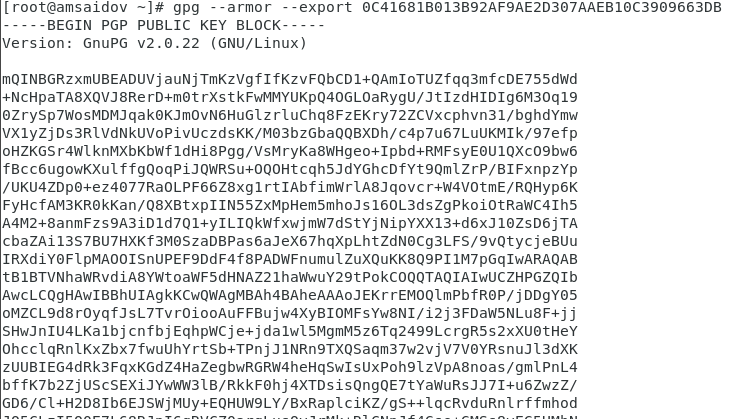 [root@amsaidov ~]# gpg --armor --export 0C41681B013B92AF9AE2D307AAEB10C3909663DB
-----BEGIN PGP PUBLIC KEY BLOCK-----
Version: GnuPG v2.0.22 (GNU/Linux)
mQINBGRzxmUBEADUVjauNjTmKzVgfIfKzvFQbCD1+QAmIoTUZfqq3mfcDE755dWd
+NcHpaTA8XQVJ8RerD+m0trXstkFwMMYUKpQ4OGLOaRygU/JtIzdHIDIg6M3Oq19
0ZrySp7WosMDMJqak0KJmOvN6HuGlzrluChq8FzEKry72ZCVxcphvn31/bghdYmw
VX1yZjDs3RlVdNkUVoPivUczdsKK/M03bzGbaQQBXDh/c4p7u67LuUKMIk/97efp
oHZKGSr4WlknMXbKbWf1dHi8Pgg/VsMryKa8WHgeo+Ipbd+RMFsyE0U1QXcO9bw6
fBcc6ugowKXulffgQoqPiJQWRSu+OQOHtcqh5JdYGhcDfYt9QmlZrP/BIFxnpzYp
/UKU4ZDp0+ez4077RaOLPF66Z8xg1rtIAbfimWrlA8Jqovcr+W4VOtmE/RQHyp6K
FyHcfAM3KR0kKan/Q8XBtxpIIN55ZxMpHem5mhoJs16OL3dsZgPkoiOtRaWC4Ih5
A4M2+8anmFzs9A3iD1d7Q1+yILIQkWfxwjmW7dStYjNipYXX13+d6xJ10ZsD6jTA
cbaZAi13S7BU7HXKf3M0SzaDBPas6aJeX67hqXpLhtZdN0Cg3LFS/9vQtycjeBUu
IRXdiY0FlpMAOOISnUPEF9DdF4f8PADWFnumulZuXQuKK8Q9PI1M7pGqIwARAQAB
tB1BTVNhaWRvdiA8YWtoaWF5dHNAZ21haWwuY29tPokCOQQTAQIAIwUCZHPGZQIb
AwcLCQgHAwIBBhUIAgkKCwQWAgMBAh4BAheAAAoJEKrrEMOQlmPbfR0P/jDDgY05
oMZCL9d8rOyqfJsL7TvrOiooAuFFBujw4XyBIOMFsYw8NI/i2j3FDaW5NLu8F+jj
SHwJnIU4LKa1bjcnfbjEqhpWCje+jda1wl5MgmM5z6Tq2499LcrgR5s2xXU0tHeY
OhcclqRnlKxZbx7fwuUhYrtSb+TPnjJ1NRn9TXQSaqm37w2vjV7V0YRsnuJl3dXK
zUUBIEG4dRk3FqxKGdZ4HaZegbwRGRW4heHqSwIsUxPoh9lzVpA8noas/gmlPnL4
bffK7b2ZjUScSEXiJYwWW3lB/RkkF0hj4XTDsisQngQE7tYaWuRsJJ7I+u6ZwzZ/
GD6/Cl+H2D8Ib6EJSWjMUy+EQHUW9LY/BxRaplciKZ/gS++lqcRvduRnlrffmhod